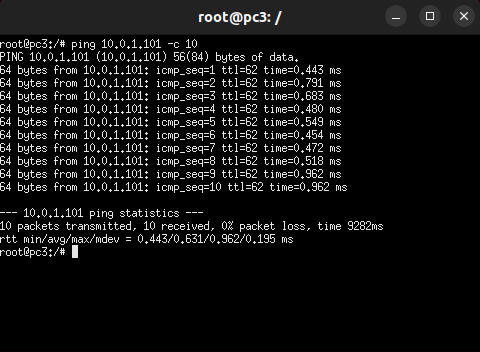 root@pc3: /
root@pc3:/# ping 10.0.1.101 -c 10
PING 10.0.1.101 (10.0.1.101) 56(84) bytes of data.
64 bytes from 10.0.1.101: icmp_seq=1 ttl=62 time=0.443 ms
64 bytes from 10.0.1.101: icmp_seq=2 ttl=62 time=0.791 ms
64 bytes from 10.0.1.101: icmp_seq=3 ttl=62 time=0.683 ms
64 bytes from 10.0.1.101: icmp_seq=4 ttl=62 time=0.480 ms
64 bytes from 10.0.1.101: icmp_seq=5 ttl=62 time=0.549 ms
64 bytes from 10.0.1.101: icmp_seq=6 ttl=62 time=0.454 ms
64 bytes from 10.0.1.101: icmp_seq=7 ttl=62 time=0.472 ms
64 bytes from 10.0.1.101: icmp_seq=8 ttl=62 time=0.518 ms
64 bytes from 10.0.1.101: icmp_seq=9 ttl=62 time=0.962 ms
64 bytes from 10.0.1.101: icmp_seq=10 ttl=62 time=0.962 ms
--- 10.0.1.101 ping statistics ---
10 packets transmitted, 10 received, 0% packet loss, time 9282ms
rtt min/avg/max/mdev = 0.443/0.631/0.962/0.195 ms
root@pc3:/#